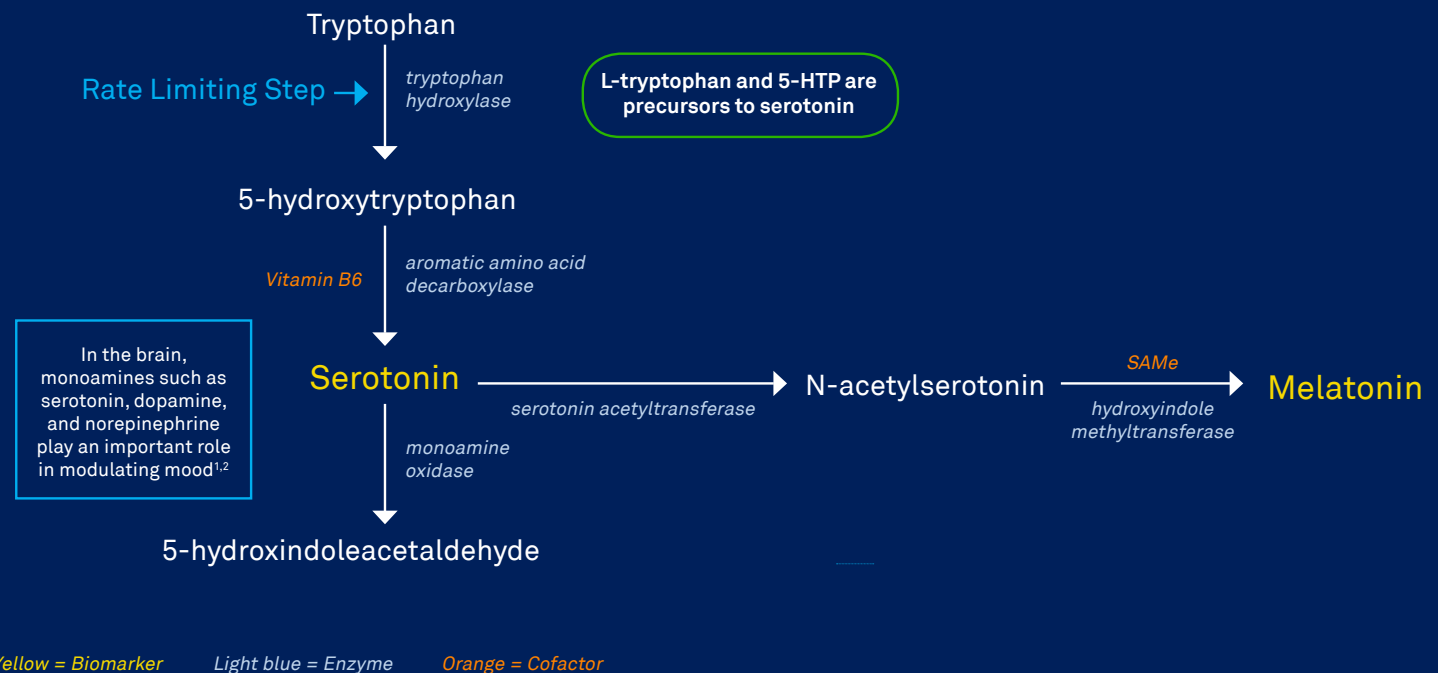 Tryptophan
Rate Limiting Step
tryptophan
hydroxylase
L-tryptophan and 5-HTP are
precursors to serotonin
5-hydroxytryptophan
Vitamin B6
aromatic amino acid
decarboxylase
In the brain,
monoamines such as
serotonin, dopamine,
and norepinephrine
play an important role
in modulating mood1,2
Serotonin
serotonin acetyltransferase
N-acetylserotonin
SAMe
hydroxyindole
methyltransferase
Melatonin
monoamine
oxidase
5-hydroxindoleacetaldehyde
Yellow = Biomarker
Light blue = Enzyme
Orange = Cofactor